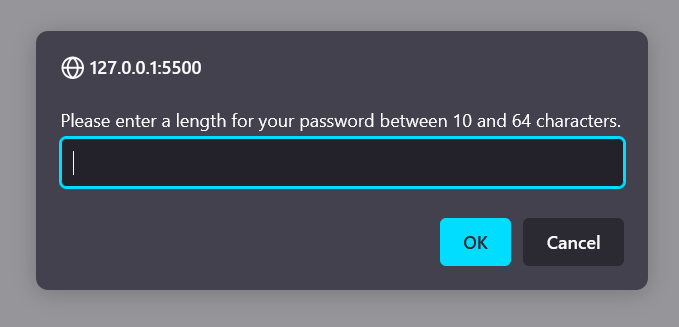 127.0.0.1:5500
Please enter a length for your password between 10 and 64 characters.
OK
Cancel